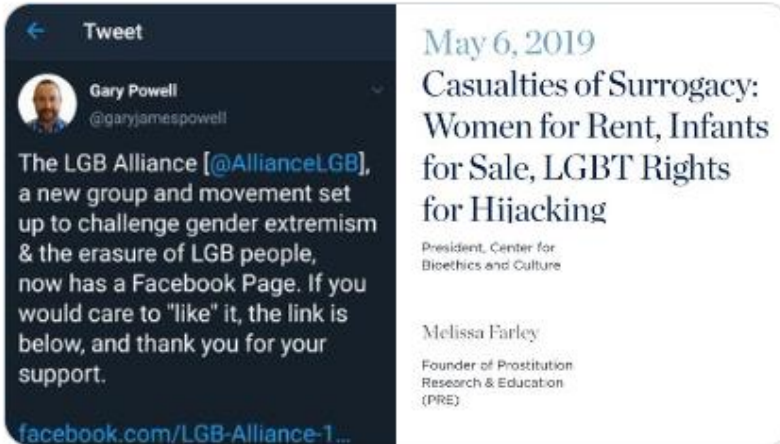 Tweet
Gary Powell
@garyjamespowell
The LGB Alliance [@AllianceLGB],
a new group and movement set
up to challenge gender extremism
& the erasure of LGB people,
now has a Facebook Page. If you
would care to "like" it, the link is
below, and thank you for your
support.
facebook.com/LGB-Alliance-1...
May 6, 2019
Casualties of Surrogacy:
Women for Rent, Infants
for Sale, LGBT Rights
for Hijacking
President, Center for
Bioethics and Culture
Melissa Farley
Founder of Prostitution
Research & Education
(PRE)